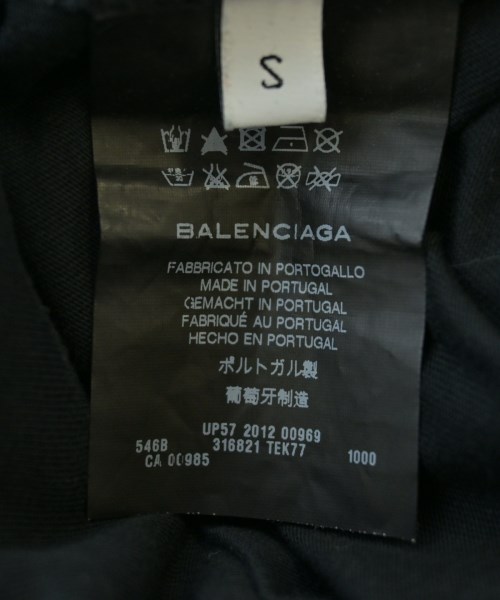 S
BALENCIAGA
FABBRICATO IN PORTOGALLO
MADE IN PORTUGAL
GEMACHT IN PORTUGAL
FABRIQUÉ AU PORTUGAL
HECHO EN PORTUGAL
ポルトガル製
葡萄牙制造
UP57 2012 00969
546B 316821 TEK77 1000
CA 00985